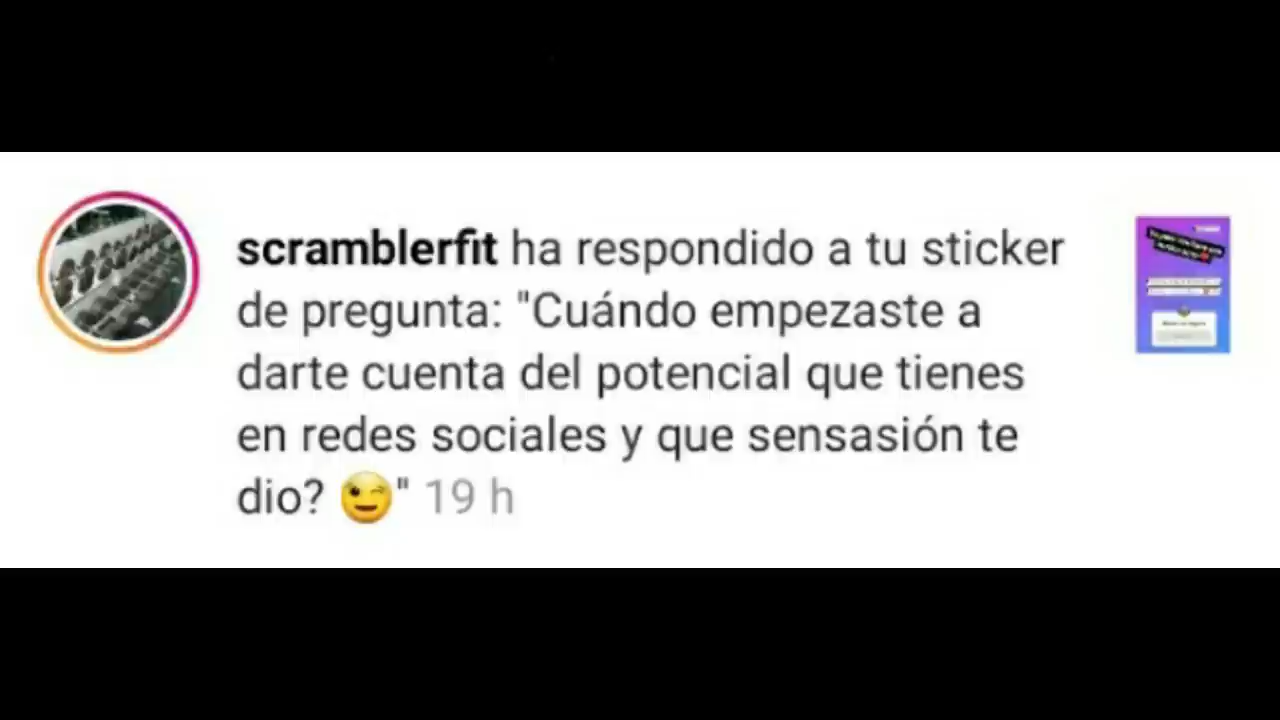 scramblerfit ha respondido a tu sticker
de pregunta: "Cuándo empezaste a
darte cuenta del potencial que tienes
en redes sociales y que sensasión te
dio? 😉" 19 h